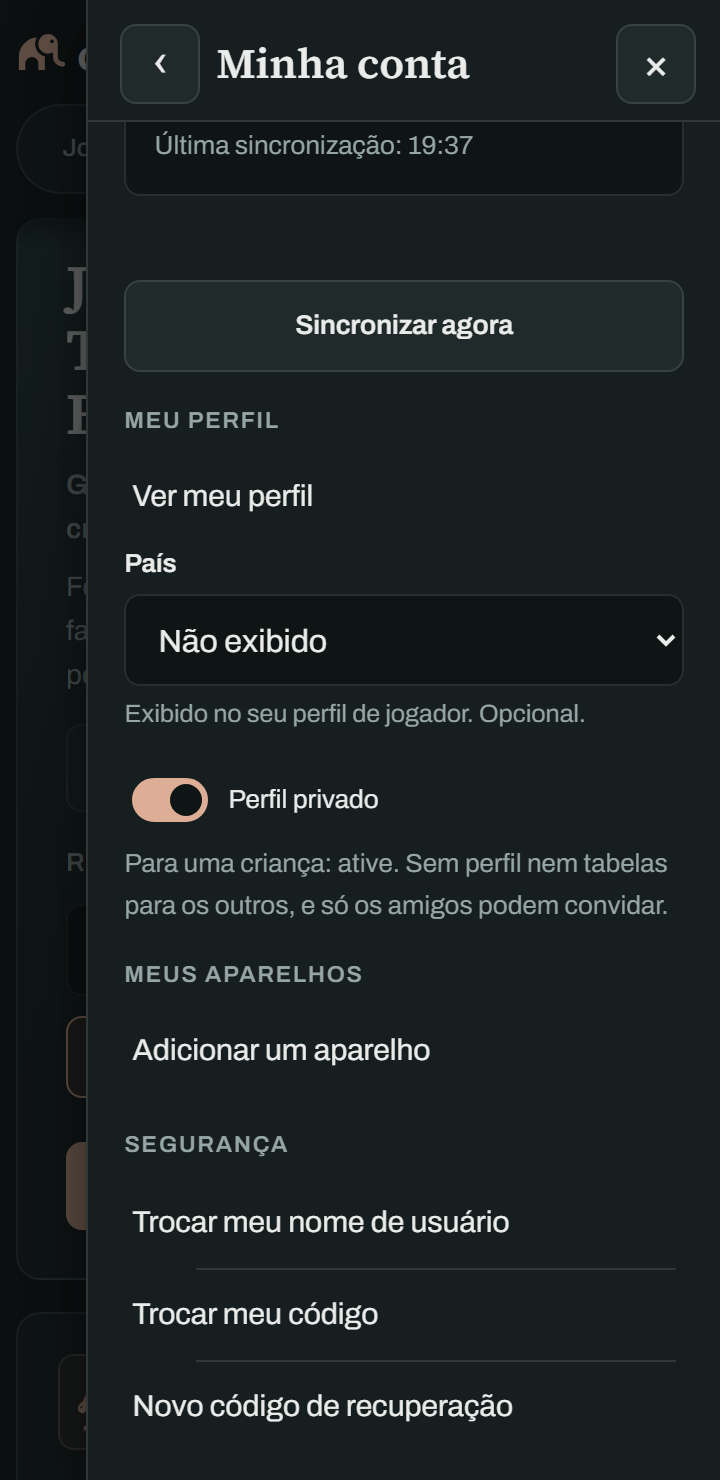 Minha conta
Última sincronização: 19:37
Sincronizar agora
MEU PERFIL
Ver meu perfil
País
Não exibido
Exibido no seu perfil de jogador. Opcional.
Perfil privado
Para uma criança: ative. Sem perfil nem tabelas
para os outros, e só os amigos podem convidar.
MEUS APARELHOS
Adicionar um aparelho
SEGURANÇA
Trocar meu nome de usuário
Trocar meu código
Novo código de recuperação